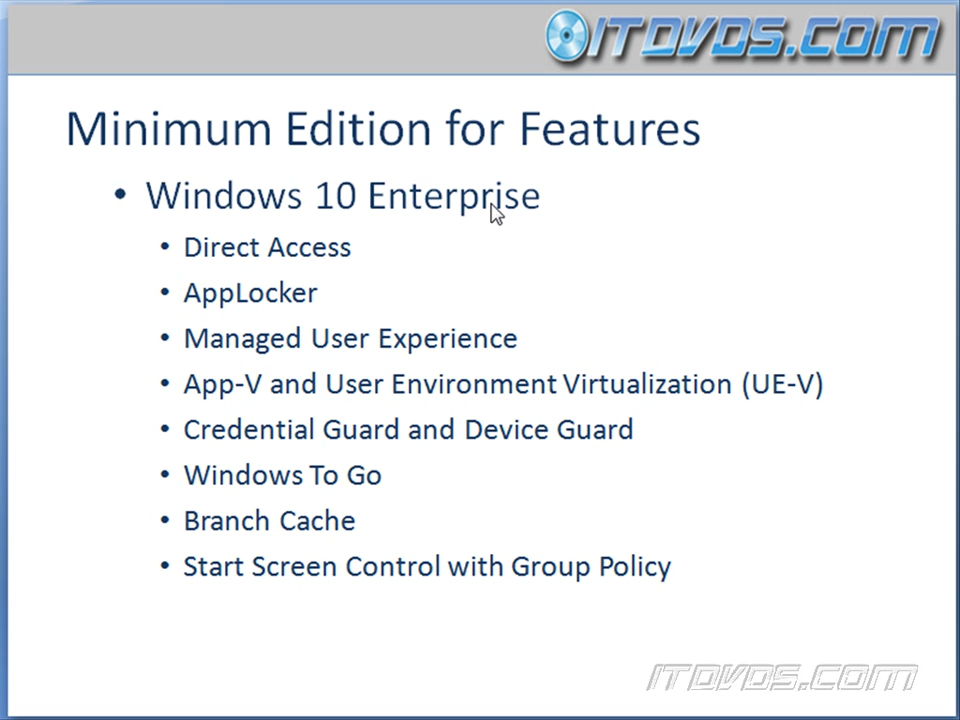 ITDVDS.COM
Minimum Edition for Features
• Windows 10 Enterprise
• Direct Access
• AppLocker
• Managed User Experience
• App-V and User Environment Virtualization (UE-V)
• Credential Guard and Device Guard
• Windows To Go
• Branch Cache
• Start Screen Control with Group Policy
ITDVDS.COM